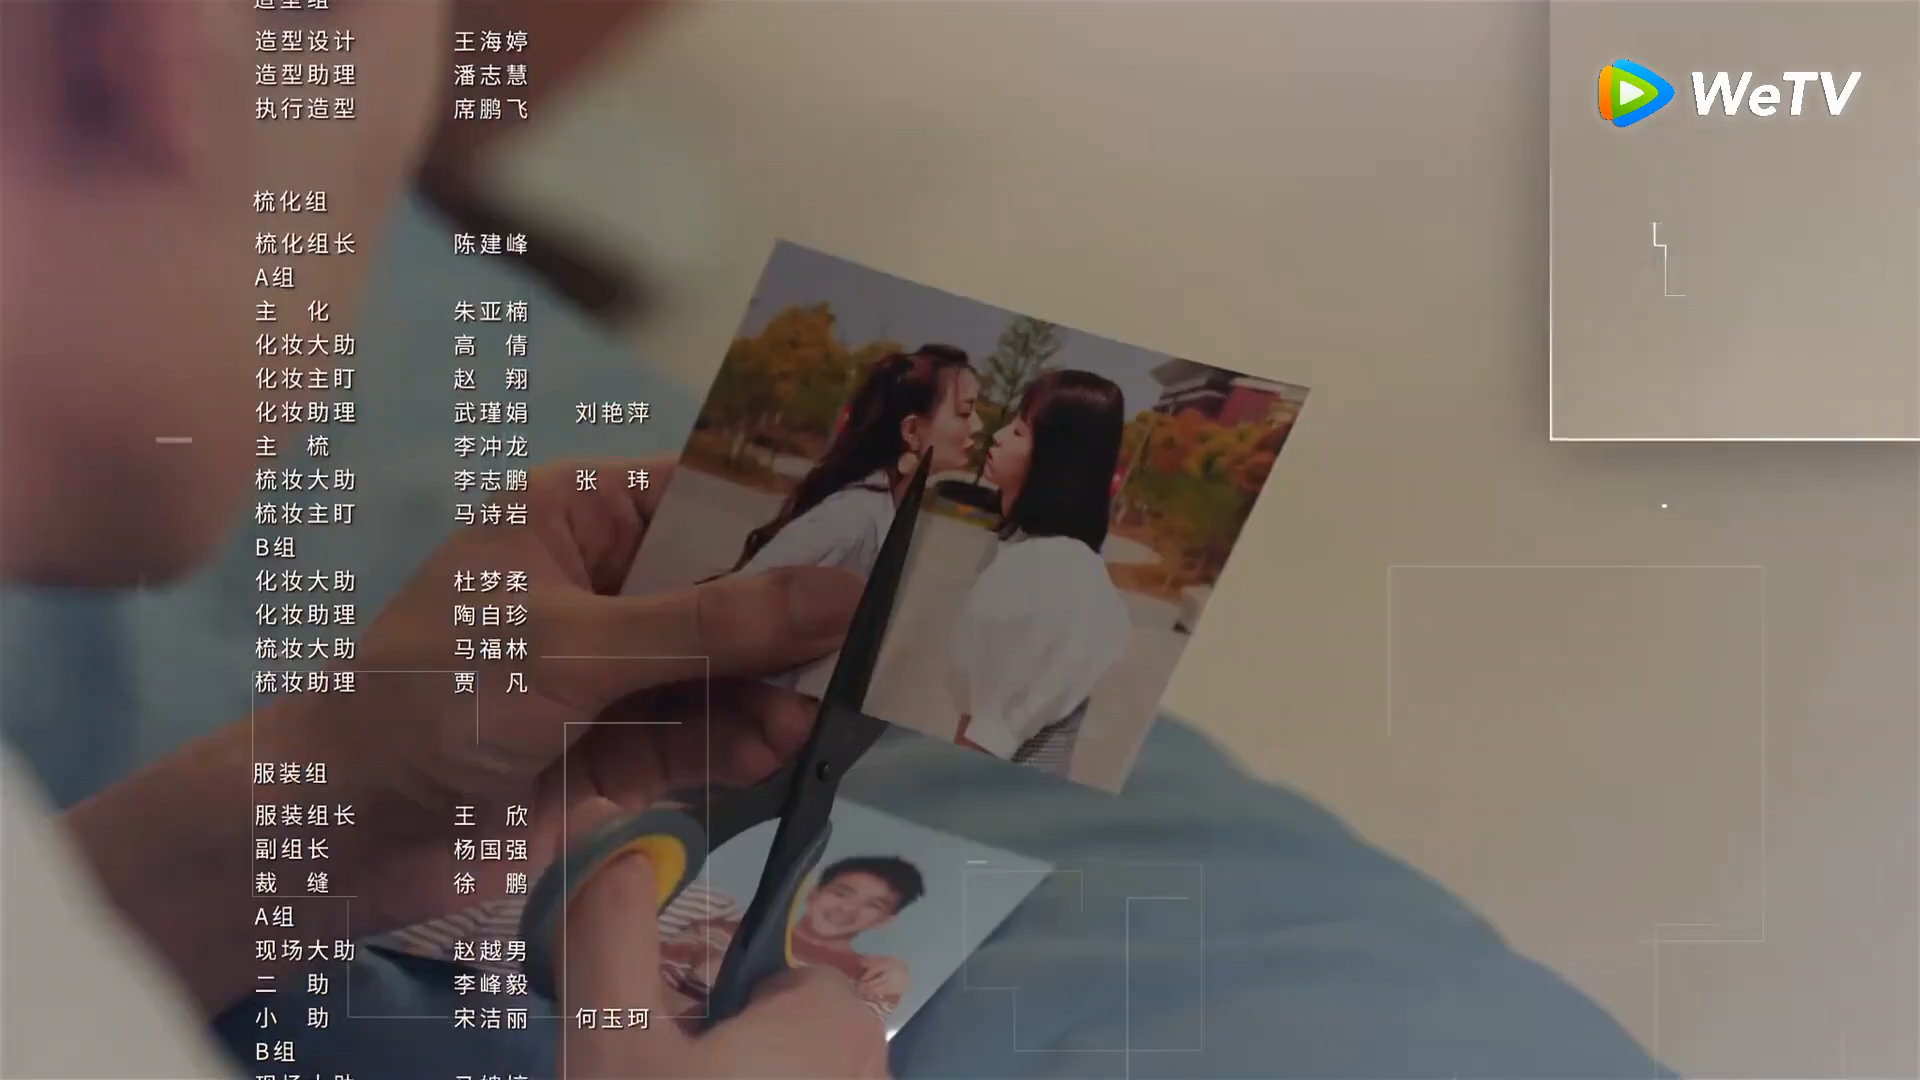 造型组
造型设计 王海婷
造型助理 潘志慧
执行造型 席鹏飞
梳化组
梳化组长 陈建峰
A组
主 化 朱亚楠
化妆大助 高 倩
化妆主盯 赵 翔
化妆助理 武瑾娟 刘艳萍
主 梳 李冲龙
梳妆大助 李志鹏 张 玮
梳妆主盯 马诗岩
B组
化妆大助 杜梦柔
化妆助理 陶自珍
梳妆大助 马福林
梳妆助理 贾 凡
服装组
服装组长 王 欣
副组长 杨国强
裁 缝 徐 鹏
A组
现场大助 赵越男
二 助 李峰毅
小 助 宋洁丽 何玉珂
B组
现场大助
WeTV